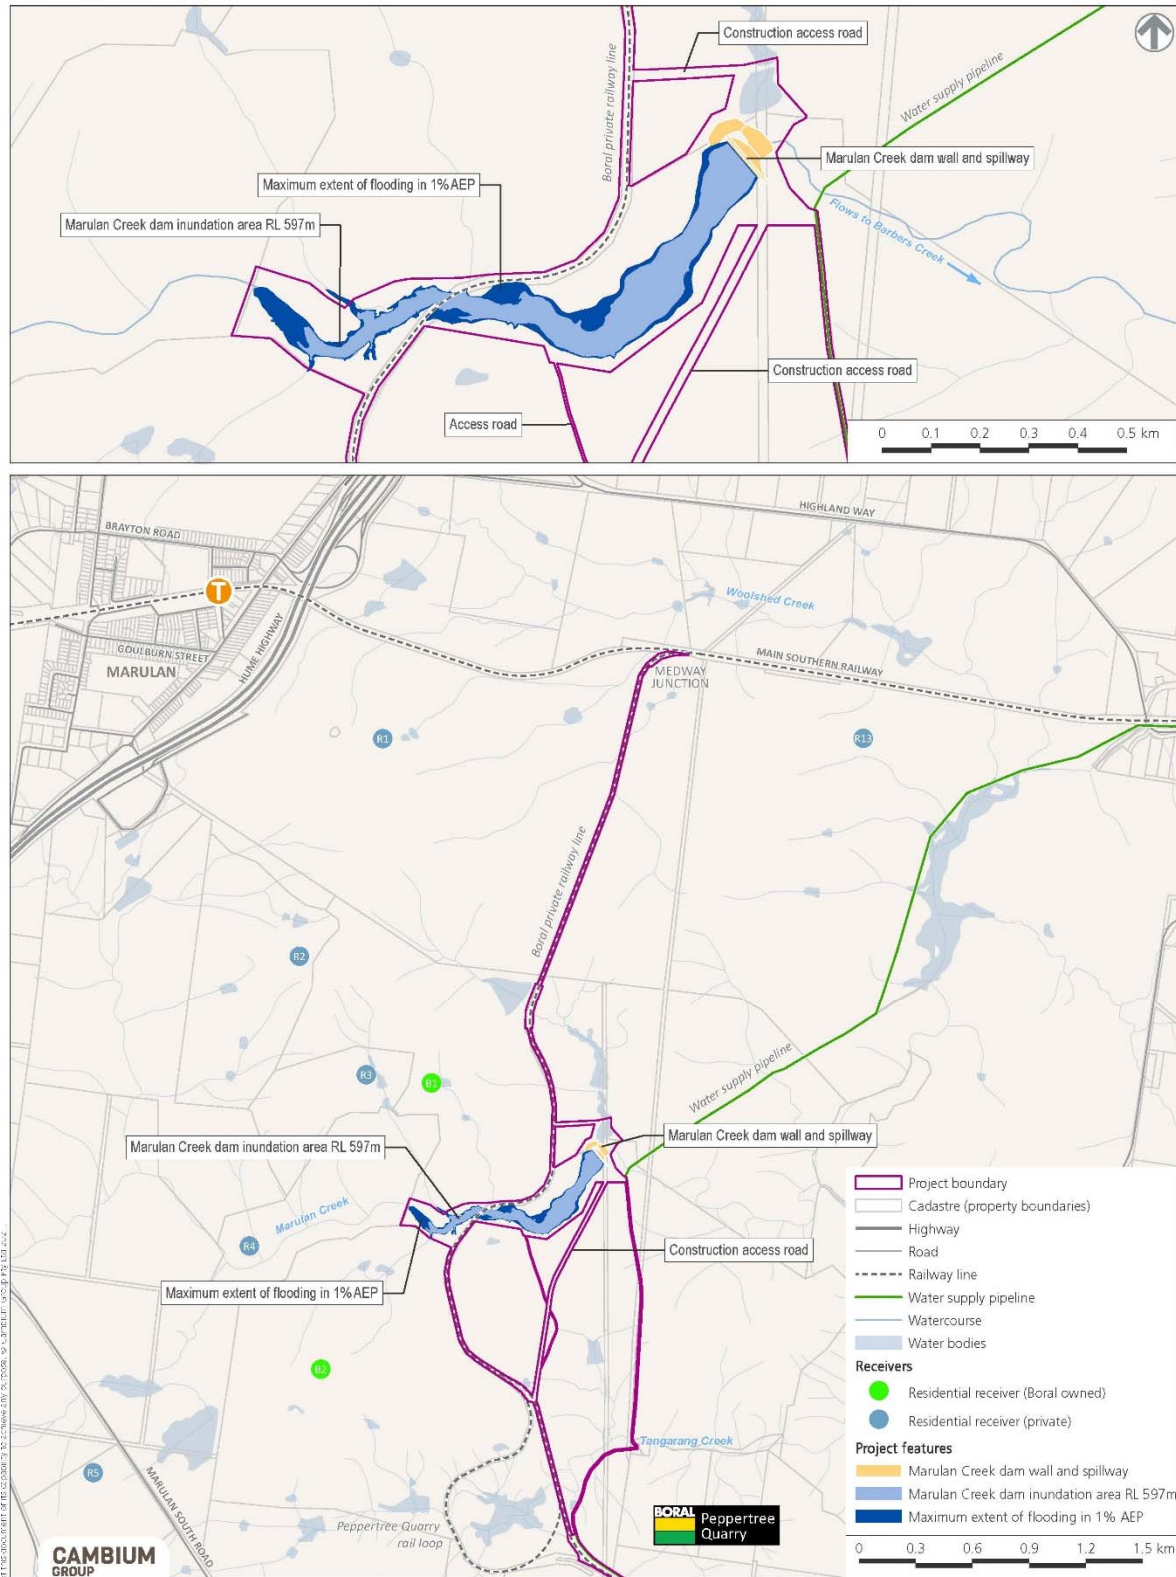 Construction access road
Water supply pipeline
Boral private railway line
Marulan Creek dam wall and spillway
Maximum extent of flooding in 1% AEP
Marulan Creek dam inundation area RL 597m
Flows to Barbers Creek
Construction access road
Access road
0 0.1 0.2 0.3 0.4 0.5 km
HIGHLAND WAY
BRAYTON ROAD
T
Woolshed Creek
GOULBURN STREET
MARULAN
HUME HIGHWAY
MAIN SOUTHERN RAILWAY
MEDWAY
JUNCTION
R1
R13
Boral private railway line
R2
Water supply pipeline
R3
B1
Marulan Creek dam wall and spillway
Marulan Creek dam inundation area RL 597m
Marulan Creek
R4
Construction access road
Maximum extent of flooding in 1% AEP
B2
Tangarang Creek
R5
MARULAN SOUTH ROAD
Peppertree Quarry
rail loop
BORAL
Peppertree
Quarry
CAMBIUM
GROUP
Project boundary
Cadastre (property boundaries)
Highway
Road
Railway line
Water supply pipeline
Watercourse
Water bodies
Receivers
Residential receiver (Boral owned)
Residential receiver (private)
Project features
Marulan Creek dam wall and spillway
Marulan Creek dam inundation area RL 597m
Maximum extent of flooding in 1% AEP
0 0.3 0.6 0.9 1.2 1.5 km